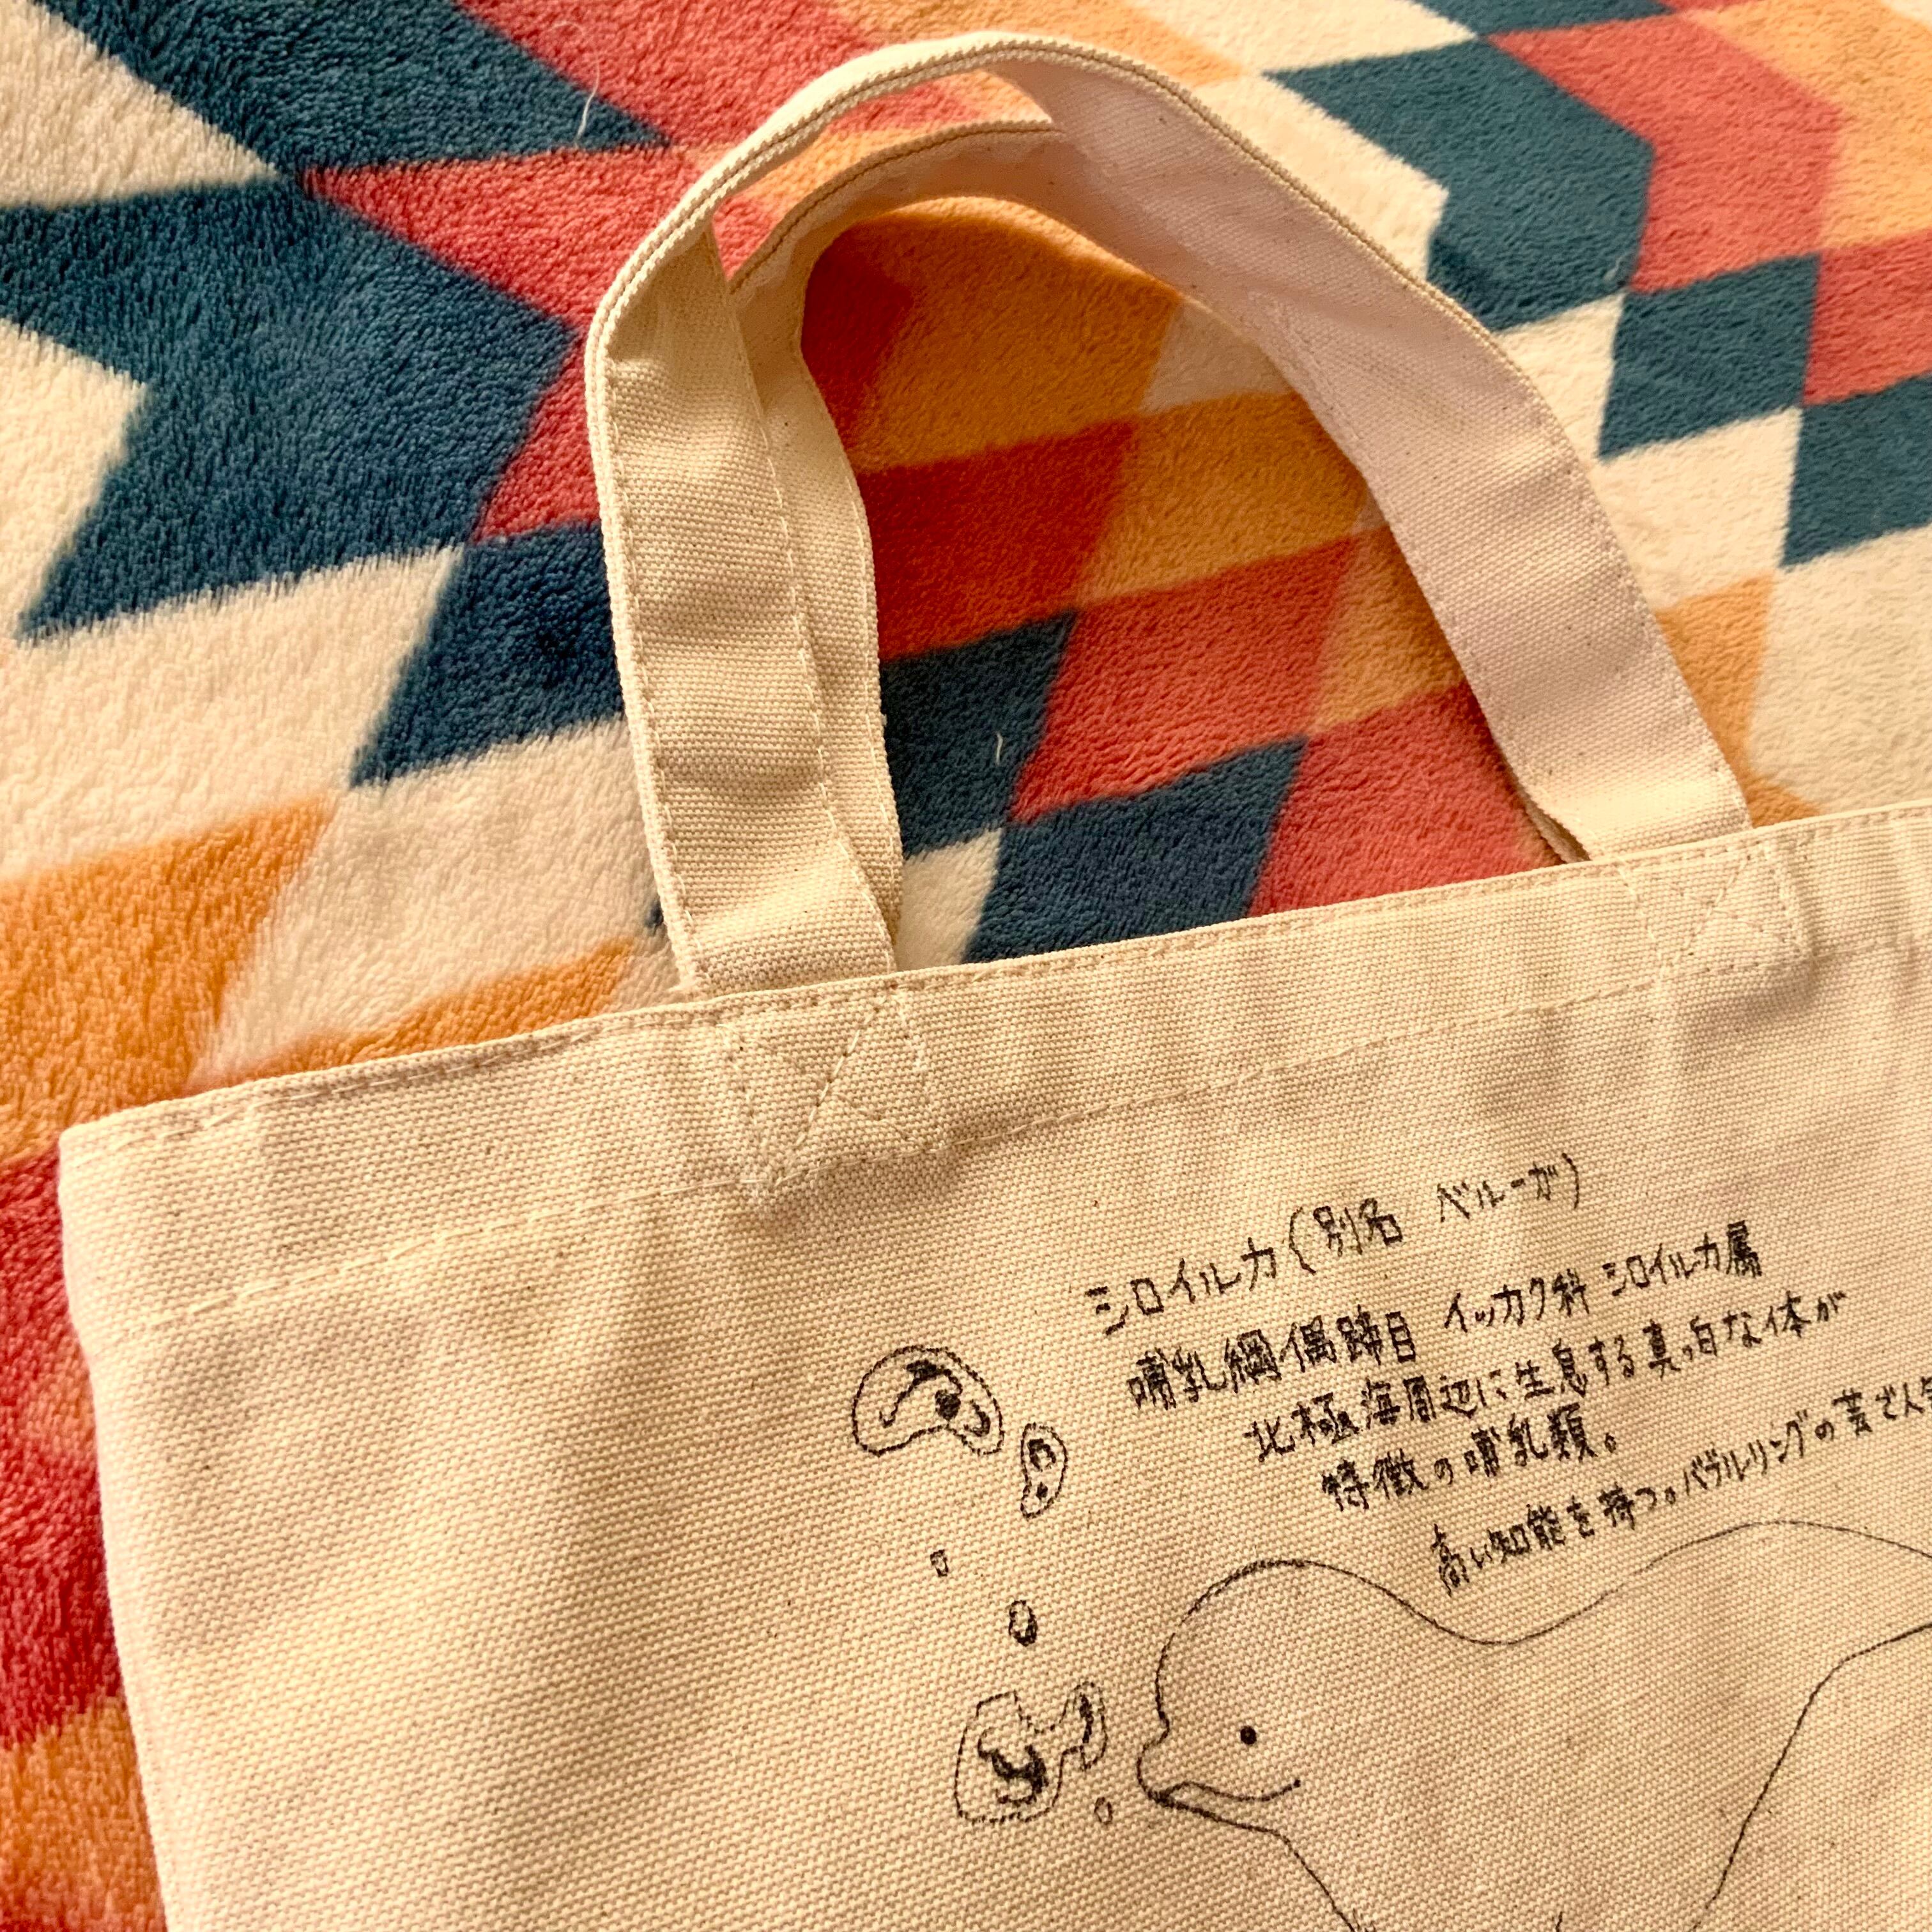 シロイルカ(別名 ベルーガ)
哺乳綱偶蹄目 イッカク科 シロイルカ属
北極海周辺に生息する真っ白な体が
特徴の哺乳類。
高い知能を持つ。バブルリングの芸ざん